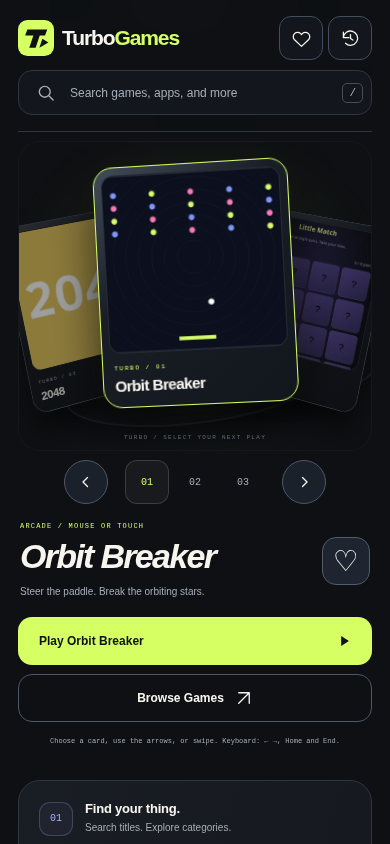 TurboGames
Search games, apps, and more
/
204
TURBO / 03
2048
TURBO / 01
Orbit Breaker
Little Match
?
?
?
?
?
?
?
?
TURBO / SELECT YOUR NEXT PLAY
01
02
03
ARCADE / MOUSE OR TOUCH
Orbit Breaker
Steer the paddle. Break the orbiting stars.
Play Orbit Breaker
Browse Games
Choose a card, use the arrows, or swipe. Keyboard: ← →, Home and End.
01
Find your thing.
Search titles. Explore categories.